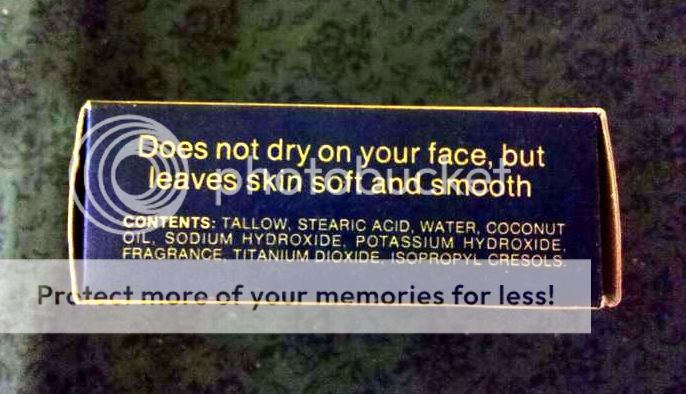 Does not dry on your face, but
leaves skin soft and smooth
photobucket
CONTENTS: TALLOW, STEARIC ACID, WATER, COCONUT
OIL, SODIUM HYDROXIDE, POTASSIUM HYDROXIDE,
FRAGRANCE, TITANIUM DIOXIDE, ISOPROPYL CRESOLS.
Protect more of your memories for less!